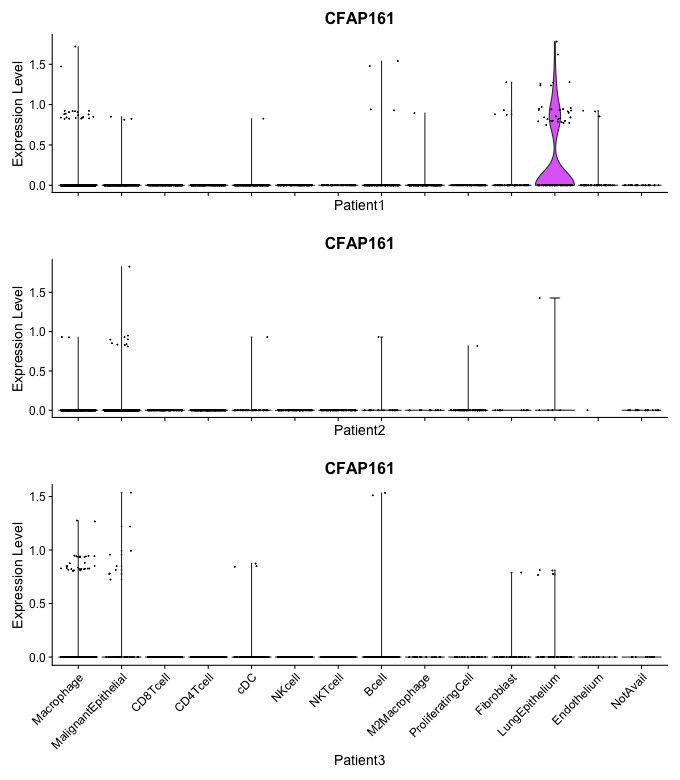 CFAP161
Expression Level
1.5
1.0
0.5
0.0
Patient1
CFAP161
Expression Level
1.5
1.0
0.5
0.0
Patient2
CFAP161
Expression Level
1.5
1.0
0.5
0.0
Macrophage
MalignantEpithelial
CD8Tcell
CD4Tcell
cDC
NKcell
NKTcell
Bcell
M2Macrophage
ProliferatingCell
Fibroblast
LungEpithelium
Endothelium
NotAvail
Patient3